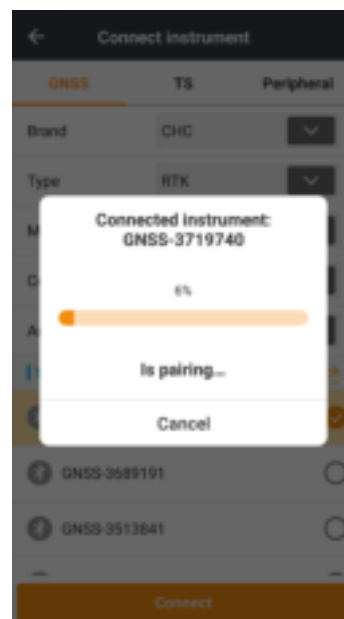 Connect instrument
GNSS TS Peripheral
Brand CHC
Type RTK
Connected instrument:
GNSS-3719740
6%
Is pairing...
Cancel
GNSS-3689191
GNSS-3513841
Connect